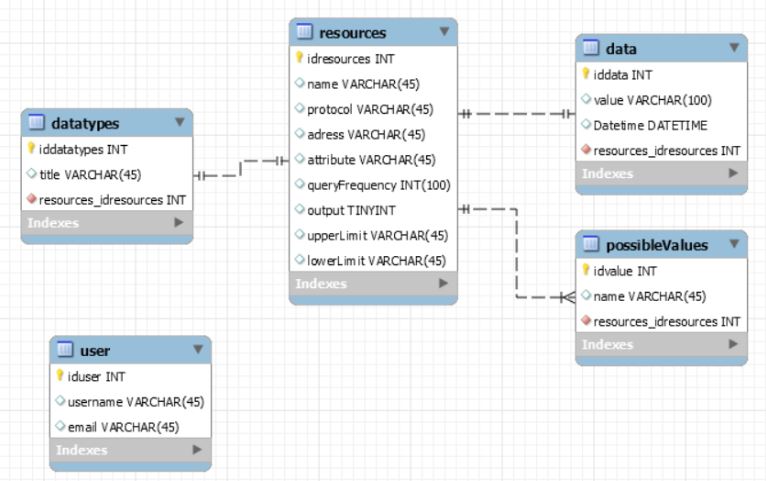 resources
idresources INT
name VARCHAR(45)
protocol VARCHAR(45)
adress VARCHAR(45)
attribute VARCHAR(45)
queryFrequency INT(100)
output TINYINT
upperLimit VARCHAR(45)
lowerLimit VARCHAR(45)
Indexes
data
iddata INT
value VARCHAR(100)
Datetime DATETIME
resources_idresources INT
Indexes
datatypes
iddatatypes INT
title VARCHAR(45)
resources_idresources INT
Indexes
possibleValues
idvalue INT
name VARCHAR(45)
resources_idresources INT
Indexes
user
iduser INT
username VARCHAR(45)
email VARCHAR(45)
Indexes